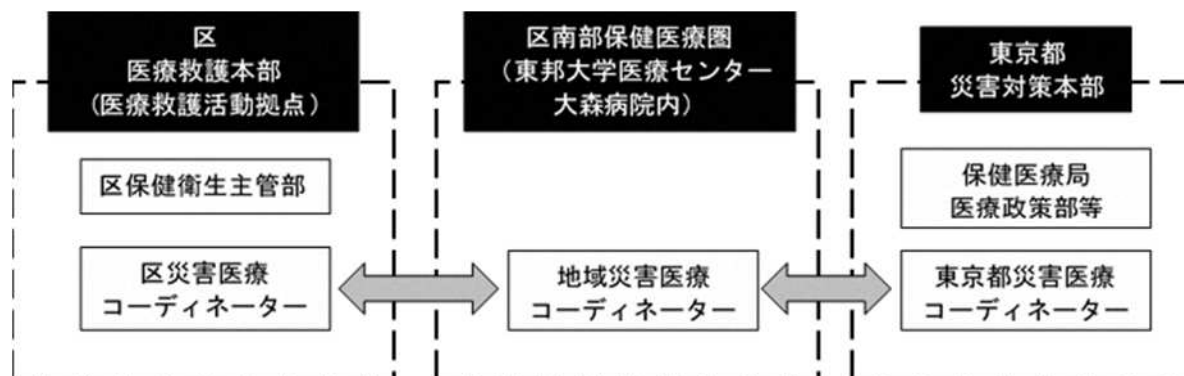 区
医療救護本部
（医療救護活動拠点）
区保健衛生主管部
区災害医療
コーディネーター
区南部保健医療圏
（東邦大学医療センター
大森病院内）
地域災害医療
コーディネーター
東京都
災害対策本部
保健医療局
医療政策部等
東京都災害医療
コーディネーター